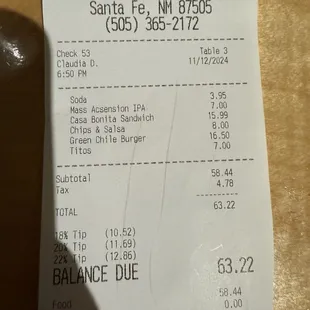 Santa Fe, NM 87505
(505) 365-2172
Check 53 Table 3
Claudia D. 11/12/2024
6:50 PM
Soda 3.95
Mass Acsension IPA 7.00
Casa Bonita Sandwich 15.99
Chips & Salsa 8.00
Green Chile Burger 16.50
Titos 7.00
Subtotal 58.44
Tax 4.78
TOTAL 63.22
18% Tip (10.52)
20% Tip (11.69)
22% Tip (12.86)
BALANCE DUE 63.22
58.44
Food 0.00